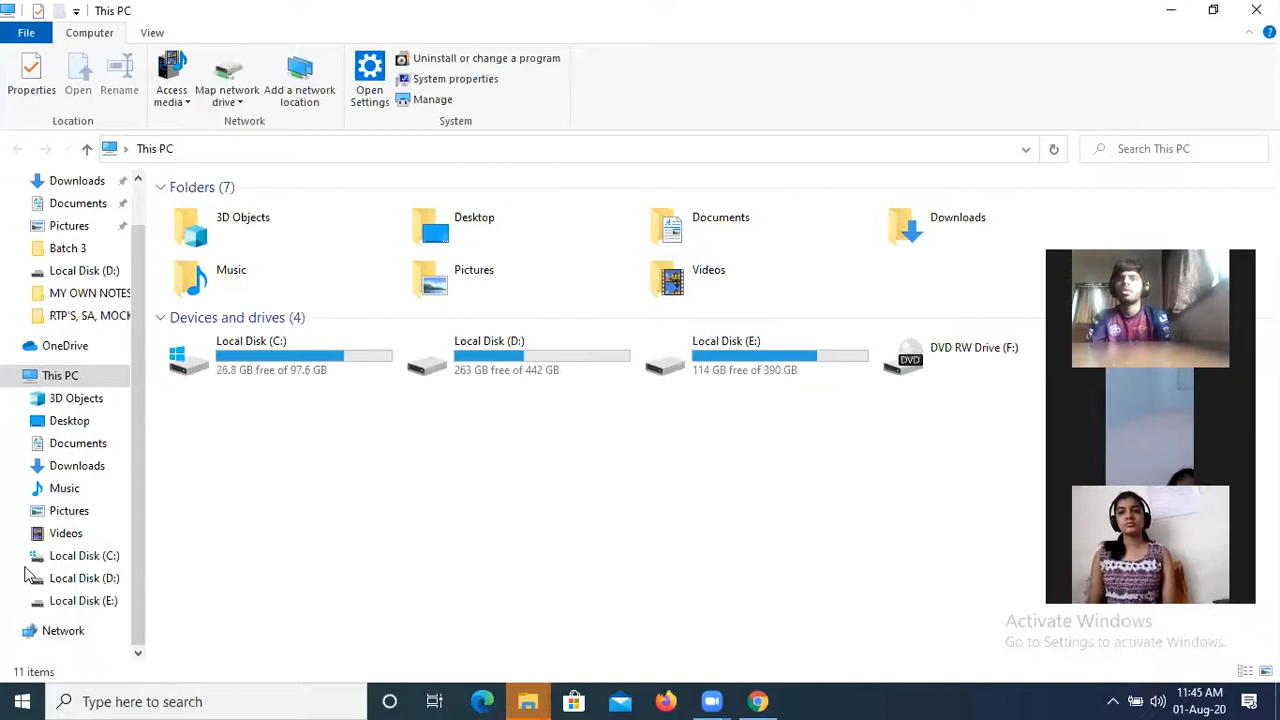 This PC
File
Computer
View
Properties
Open
Rename
Access
media
Map network
drive
Add a network
location
Open
Settings
Uninstall or change a program
System properties
Manage
Location
Network
System
This PC
Search This PC
Downloads
Documents
Pictures
Batch 3
Local Disk (D:)
MY OWN NOTES
RTP'S, SA, MOCK
OneDrive
This PC
3D Objects
Desktop
Documents
Downloads
Music
Pictures
Videos
Local Disk (C:)
Local Disk (D:)
Local Disk (E:)
Network
Folders (7)
3D Objects
Desktop
Documents
Downloads
Music
Pictures
Videos
Devices and drives (4)
Local Disk (C:)
26.8 GB free of 97.6 GB
Local Disk (D:)
263 GB free of 442 GB
Local Disk (E:)
114 GB free of 390 GB
DVD
DVD RW Drive (F:)
Activate Windows
Go to Settings to activate Windows.
11 items
Type here to search
11:45 AM
01-Aug-20